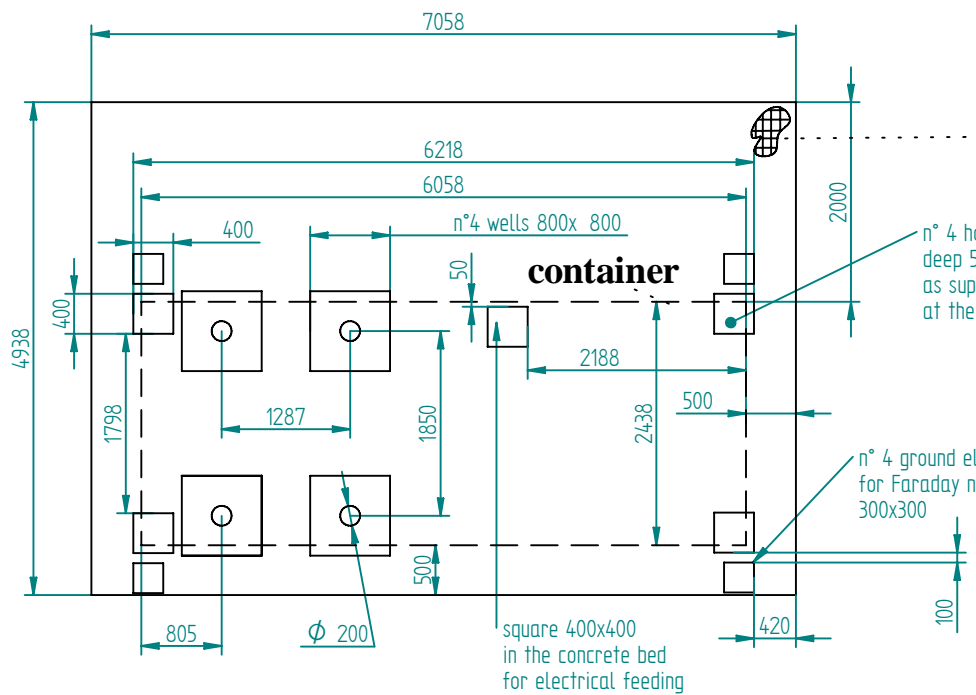 7058
6218
6058
400
n°4 wells 800x 800
50
container
2000
n° 4 ho
deep 5
as sup
at the
400
4938
2188
1798
1287
1850
2438
500
n° 4 ground el
for Faraday n
300x300
500
100
805
Φ 200
square 400x400
in the concrete bed
for electrical feeding
420